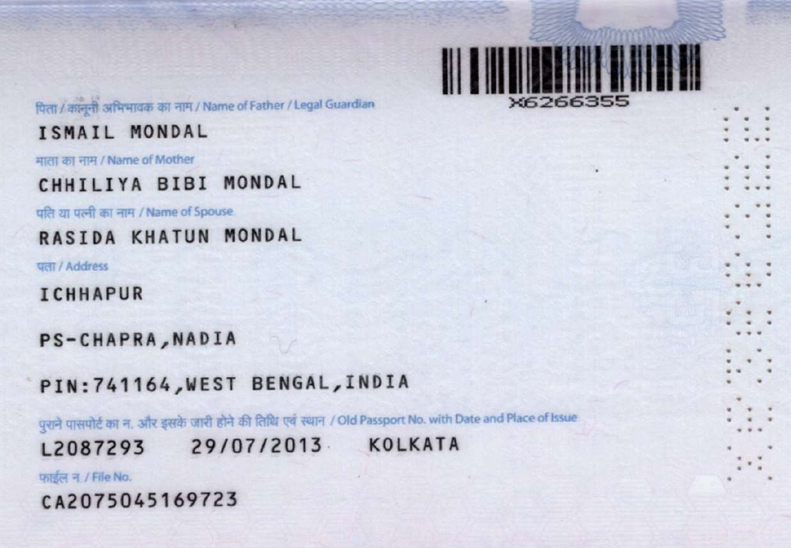 X6266355
पिता / कानूनी अभिभावक का नाम / Name of Father / Legal Guardian
ISMAIL MONDAL
माता का नाम / Name of Mother
CHHILIYA BIBI MONDAL
पति या पत्नी का नाम / Name of Spouse
RASIDA KHATUN MONDAL
पता / Address
ICHHAPUR
PS-CHAPRA,NADIA
PIN:741164,WEST BENGAL,INDIA
पुराने पासपोर्ट का न. और इसके जारी होने की तिथि एवं स्थान / Old Passport No. with Date and Place of Issue
L2087293 29/07/2013 KOLKATA
फाईल न. / File No.
CA2075045169723